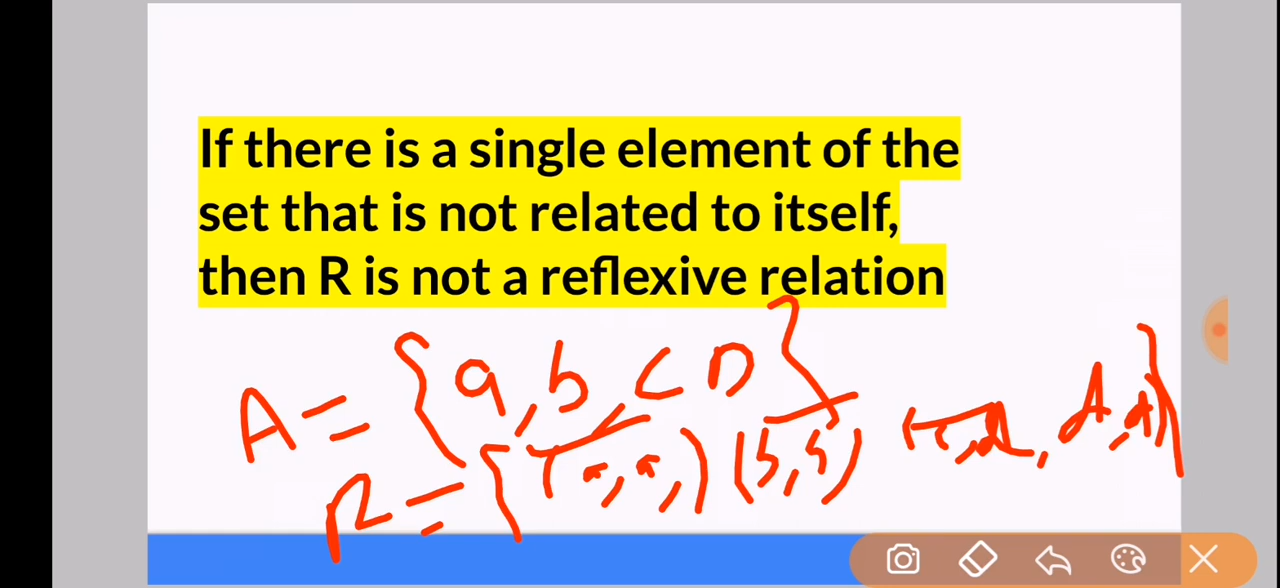 If there is a single element of the
set that is not related to itself,
then R is not a reflexive relation
A = {a, b, c D}
R = {(a, a,) (b, b)